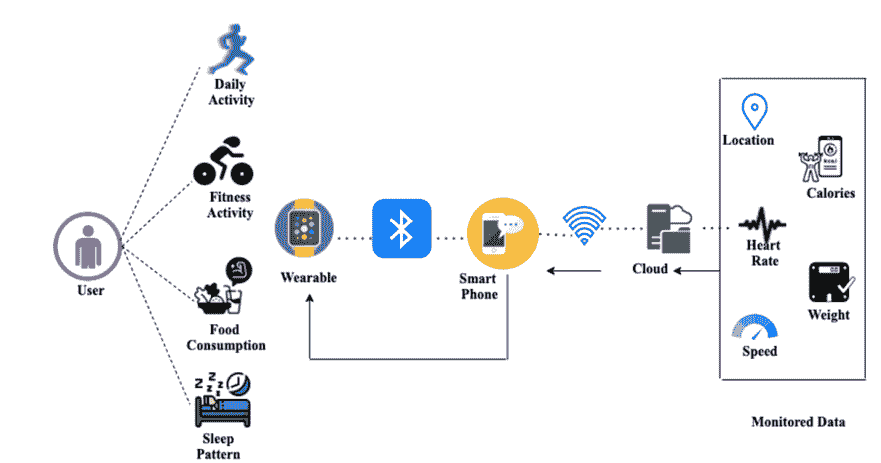 Daily
Activity
Fitness
Activity
User
Food
Consumption
Z Z Z Z
Sleep
Pattern
Wearable
Smart
Phone
Cloud
Location
Calories
Heart
Rate
Weight
Speed
Monitored Data